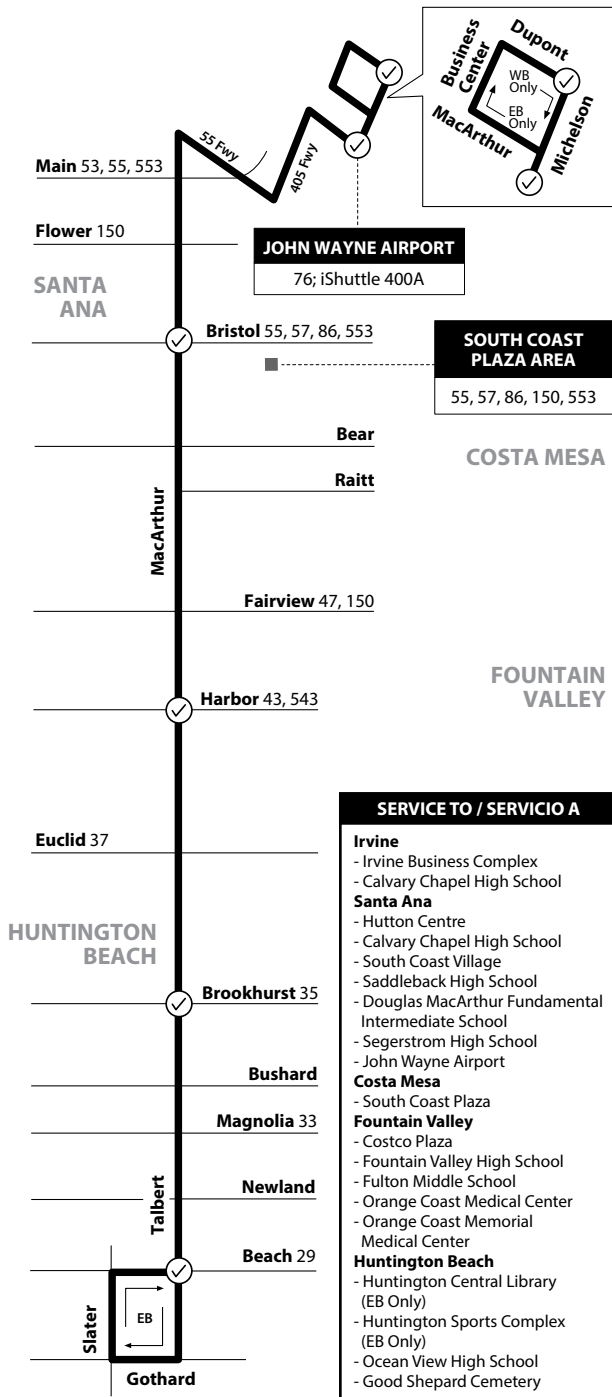 Business
Center
Dupont
WB
Only
EB
Only
MacArthur
Michelson
55 Fwy
405 Fwy
Main 53, 55, 553
Flower 150
JOHN WAYNE AIRPORT
76; iShuttle 400A
SANTA
ANA
Bristol 55, 57, 86, 553
SOUTH COAST
PLAZA AREA
55, 57, 86, 150, 553
Bear
COSTA MESA
Raitt
MacArthur
Fairview 47, 150
FOUNTAIN
VALLEY
Harbor 43, 543
Euclid 37
HUNTINGTON
BEACH
Brookhurst 35
Bushard
Magnolia 33
Talbert
Newland
Beach 29
Slater
EB
Gothard
SERVICE TO / SERVICIO A
Irvine
- Irvine Business Complex
- Calvary Chapel High School
Santa Ana
- Hutton Centre
- Calvary Chapel High School
- South Coast Village
- Saddleback High School
- Douglas MacArthur Fundamental
Intermediate School
- Segerstrom High School
- John Wayne Airport
Costa Mesa
- South Coast Plaza
Fountain Valley
- Costco Plaza
- Fountain Valley High School
- Fulton Middle School
- Orange Coast Medical Center
- Orange Coast Memorial
Medical Center
Huntington Beach
- Huntington Central Library
(EB Only)
- Huntington Sports Complex
(EB Only)
- Ocean View High School
- Good Shepard Cemetery